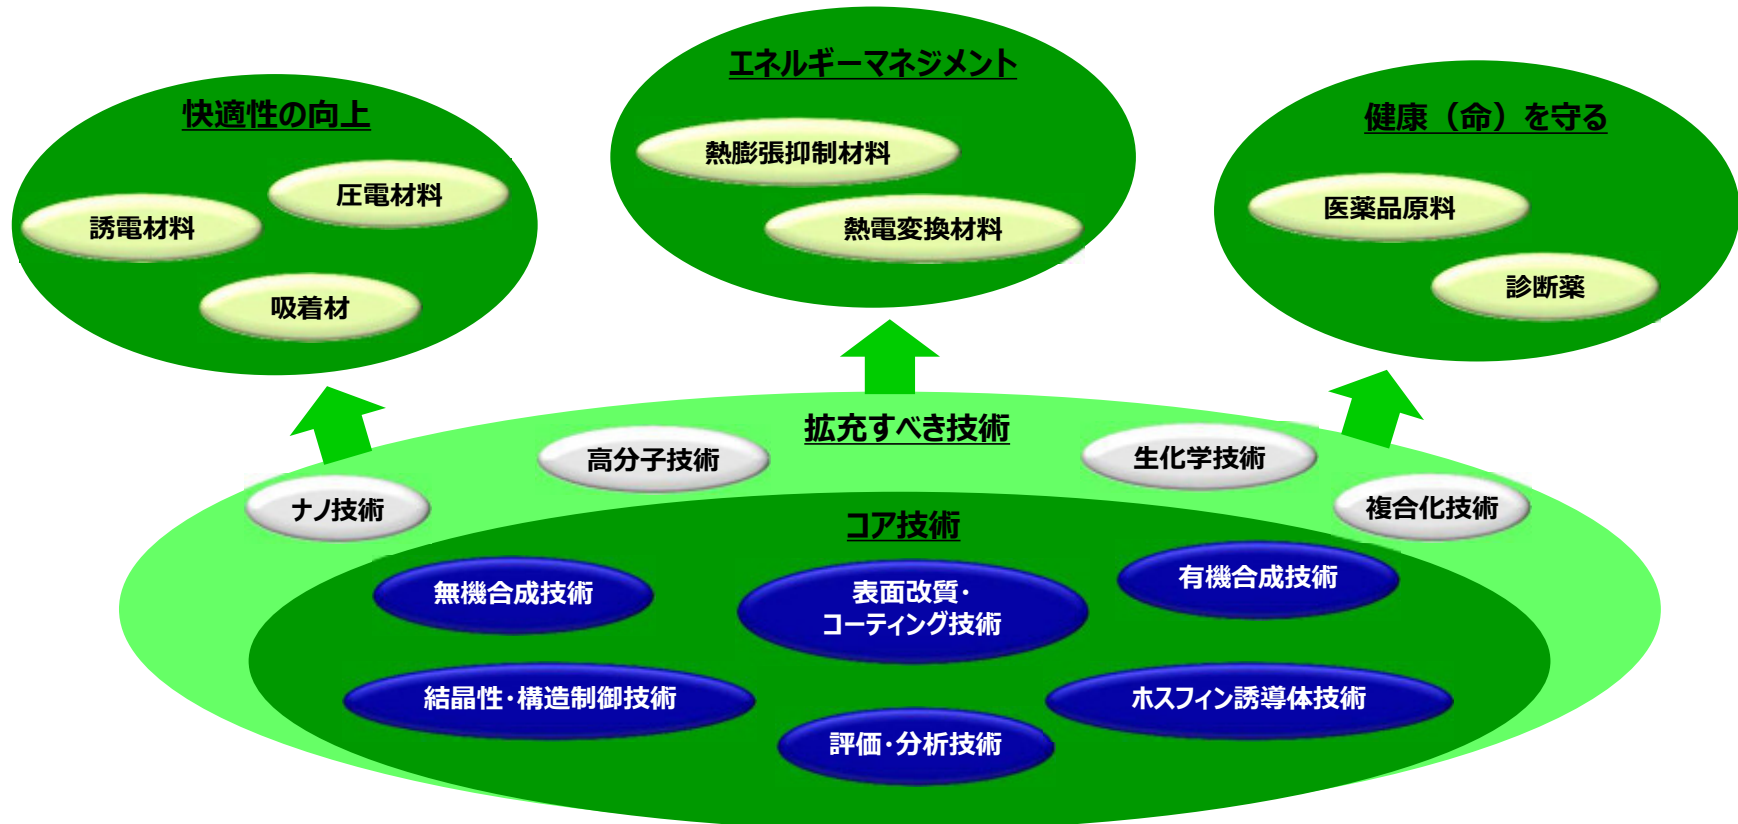 エネルギーマネジメント
熱膨張抑制材料
熱電変換材料
快適性の向上
圧電材料
誘電材料
吸着材
健康（命）を守る
医薬品原料
診断薬
拡充すべき技術
高分子技術
生化学技術
ナノ技術
複合化技術
コア技術
無機合成技術
表面改質・
コーティング技術
有機合成技術
結晶性・構造制御技術
ホスフィン誘導体技術
評価・分析技術